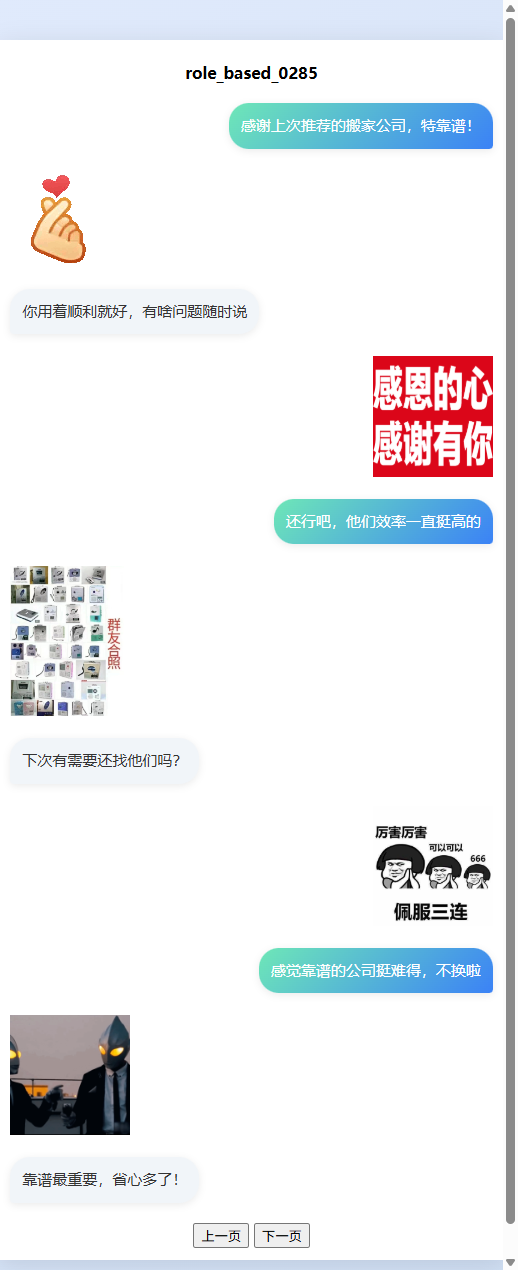 role_based_0285
感谢上次推荐的搬家公司，特靠谱！
你用着顺利就好，有啥问题随时说
感恩的心
感谢有你
还行吧，他们效率一直挺高的
群友合照
下次有需要还找他们吗？
厉害厉害
可以可以
666
佩服三连
感觉靠谱的公司挺难得，不换啦
靠谱最重要，省心多了！
上一页 下一页